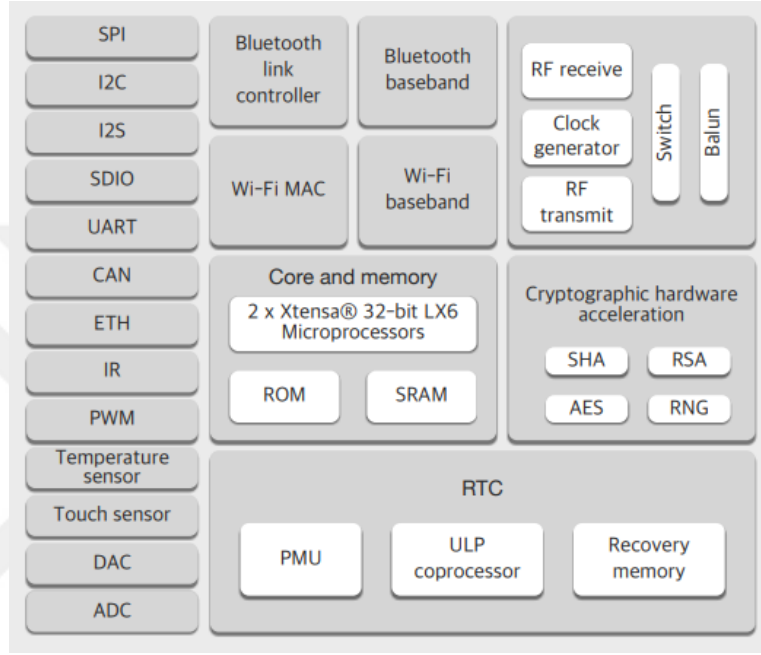 SPI
I2C
I2S
SDIO
UART
CAN
ETH
IR
PWM
Temperature
sensor
Touch sensor
DAC
ADC
Bluetooth
link
controller
Bluetooth
baseband
Wi-Fi MAC
Wi-Fi
baseband
RF receive
Clock
generator
RF
transmit
Switch
Balun
Core and memory
2 x Xtensa® 32-bit LX6
Microprocessors
ROM
SRAM
Cryptographic hardware
acceleration
SHA
RSA
AES
RNG
RTC
PMU
ULP
coprocessor
Recovery
memory